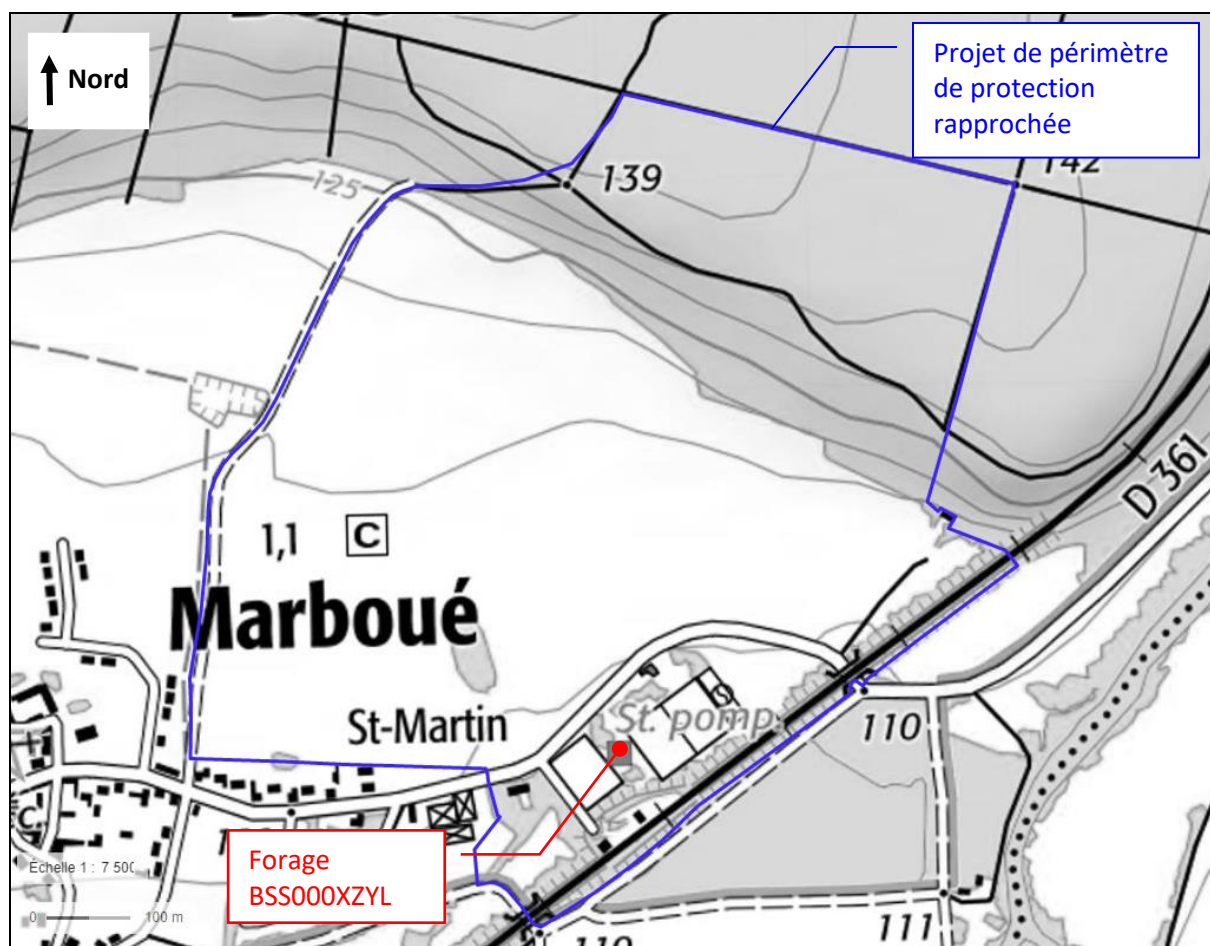 Nord
Projet de périmètre
de protection
rapprochée
125
139
142
D 361
1,1 C
Marboué
St-Martin
St. pomp.
110
C.
Forage
BSS000XZYL
Échelle 1 : 7 500
0 100 m
110
111